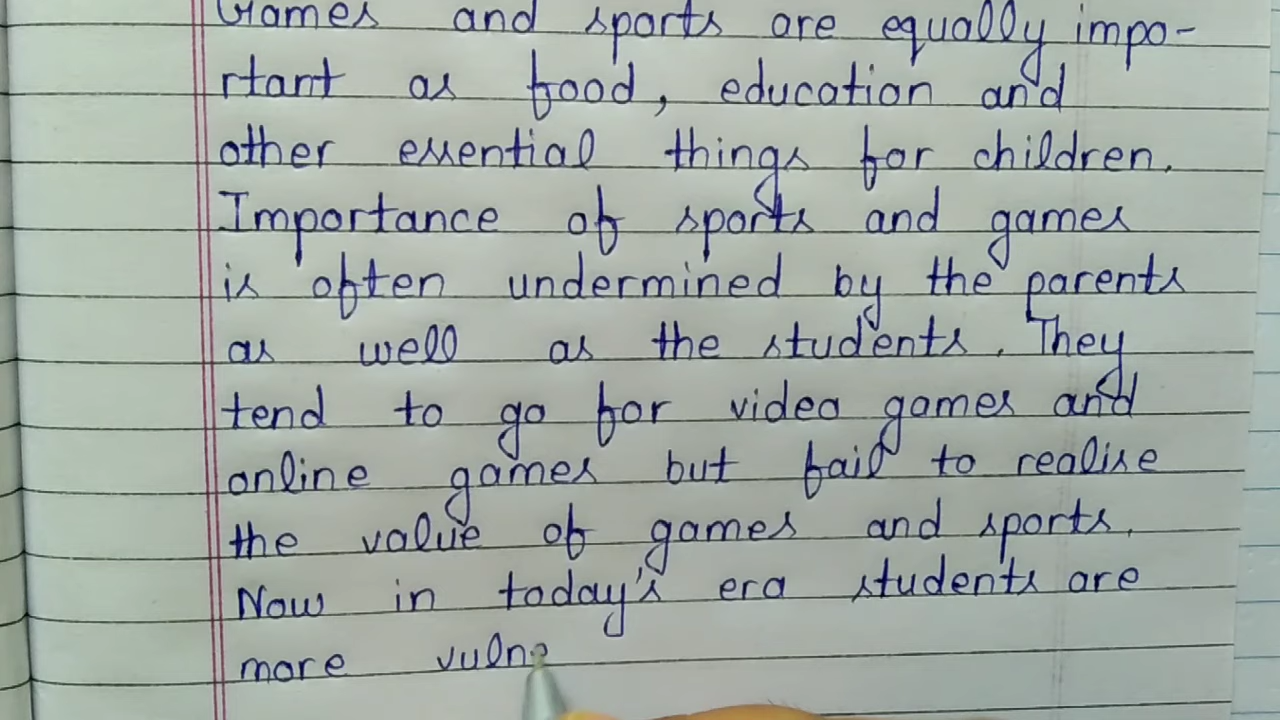 Games and sports are equally impo-
rtant as food, education and
other essential things for children.
Importance of sports and games
is often undermined by the parents
as well as the students. They
tend to go for video games and
online games but fail to realise
the value of games and sports.
Now in today's era students are
more vulna